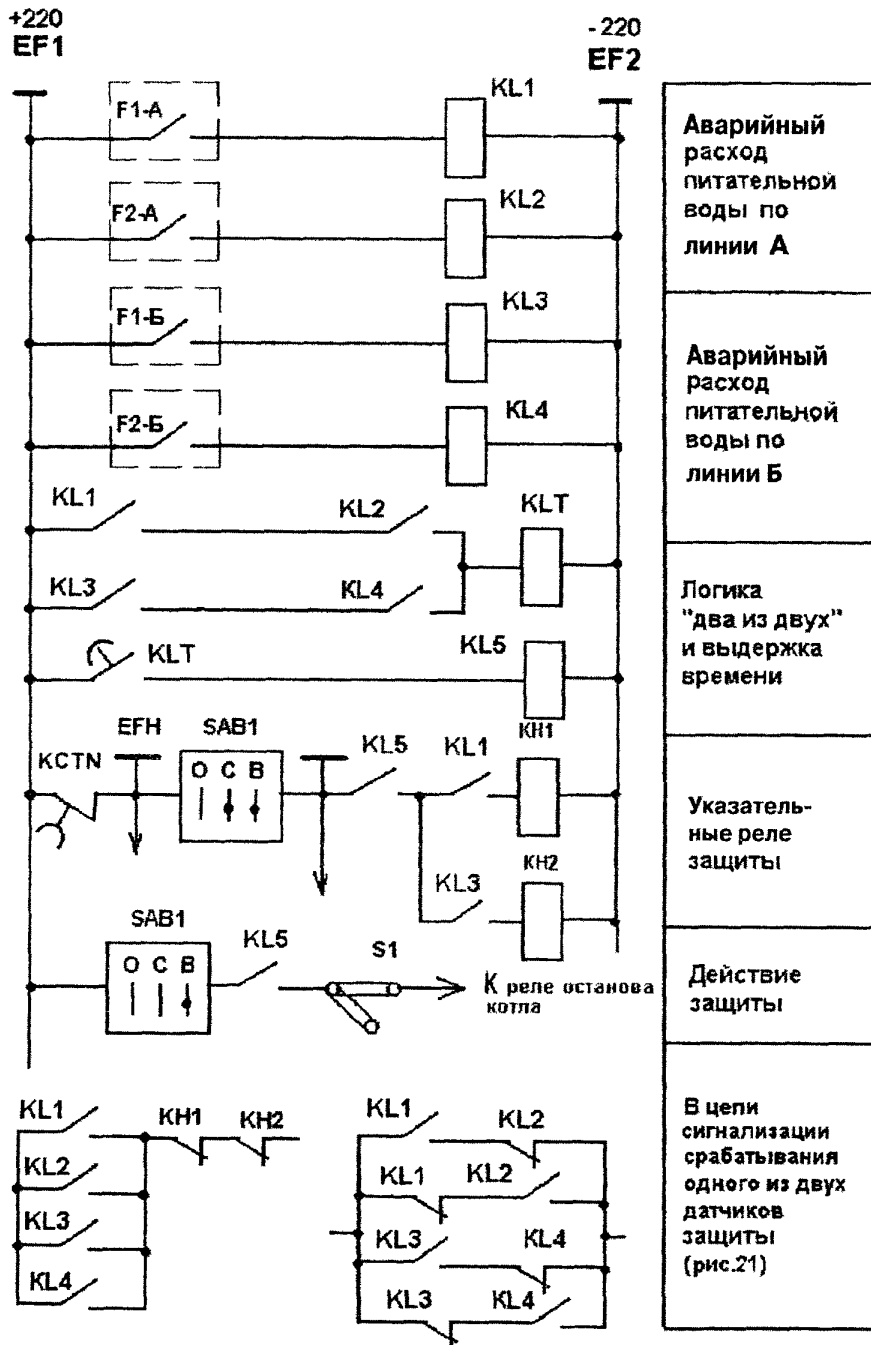 +220
EF1
-220
EF2
F1-А
KL1
F2-А
KL2
F1-Б
KL3
F2-Б
KL4
KL1
KL2
KLT
KL3
KL4
KLT
KL5
KCTN
EFH
SAB1
О С В
KL5
KL1
КН1
KL3
КН2
SAB1
О С В
KL5
S1
К реле останова
котла
KL1
KH1
KH2
KL2
KL3
KL4
KL1
KL2
KL1
KL2
KL3
KL4
KL3
KL4
Аварийный
расход
питательной
воды по
линии А
Аварийный
расход
питательной
воды по
линии Б
Логика
"два из двух"
и выдержка
времени
Указатель-
ные реле
защиты
Действие
защиты
В цепи
сигнализации
срабатывания
одного из двух
датчиков
защиты
(рис.21)